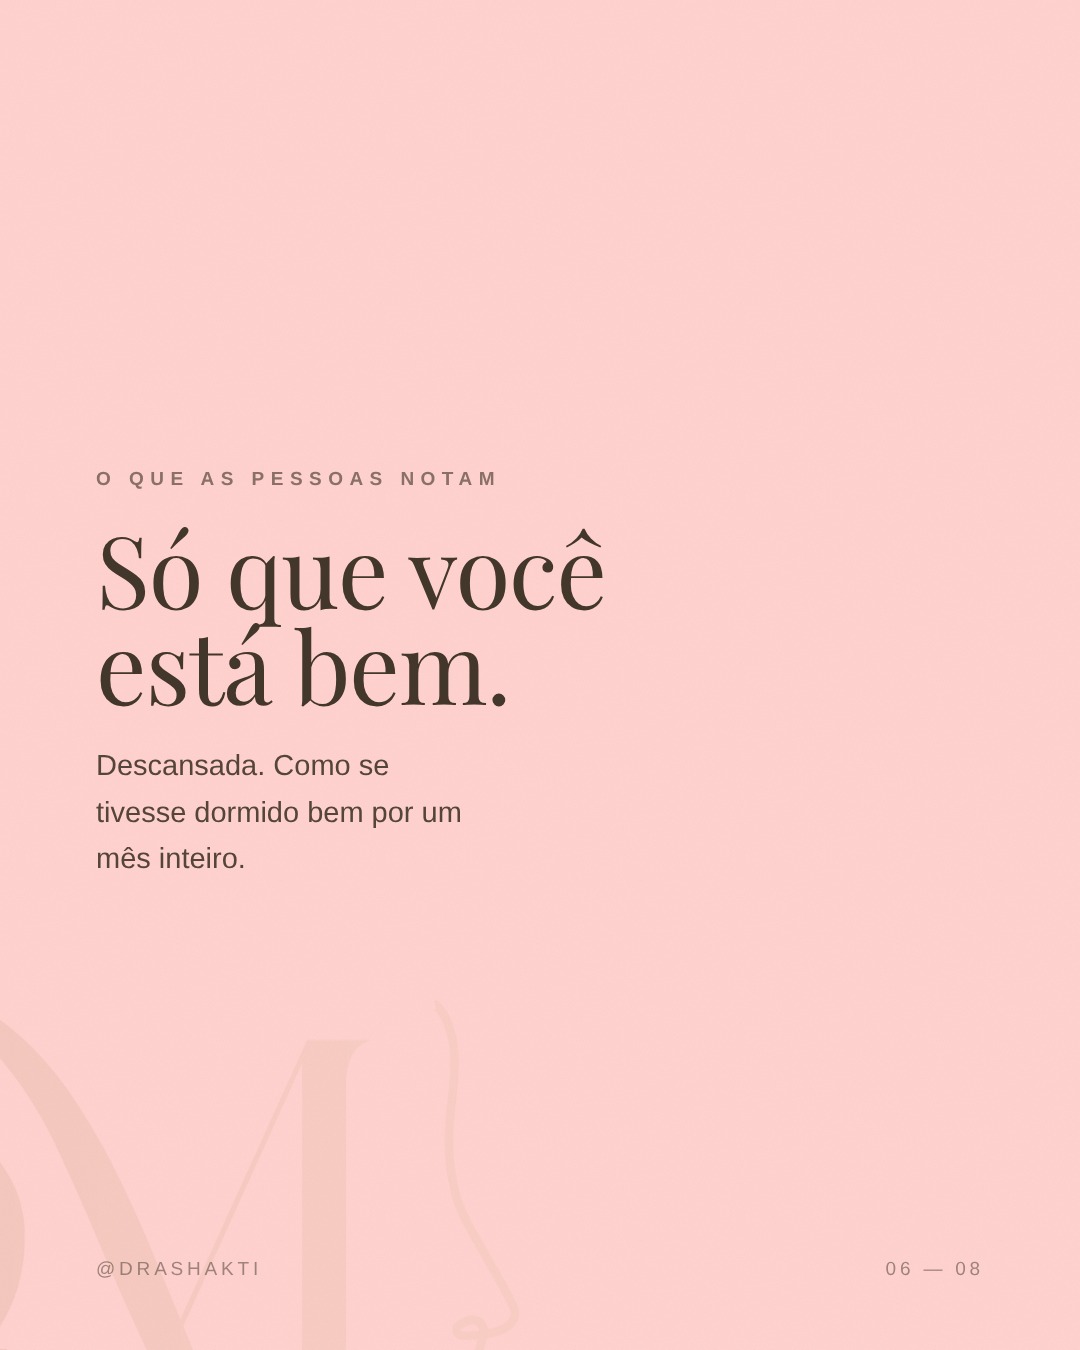 O QUE AS PESSOAS NOTAM
Só que você
está bem.
Descansada. Como se
tivesse dormido bem por um
mês inteiro.
M
@DRASHAKTI
06 — 08